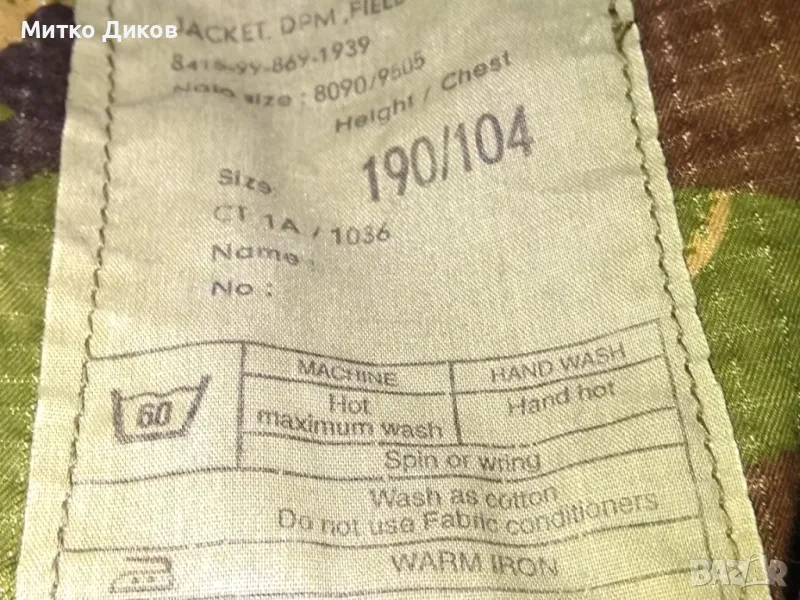 Митко Диков
JACKET, DPM, FIELD
8415-99-869-1939
Nato size : 8090/9505
Height / Chest
Size 190/104
CT 1A / 1036
Name :
No :
MACHINE HAND WASH
60 Hot Hand hot
maximum wash
Spin or wring
Wash as cotton
Do not use Fabric conditioners
WARM IRON
BAZAR